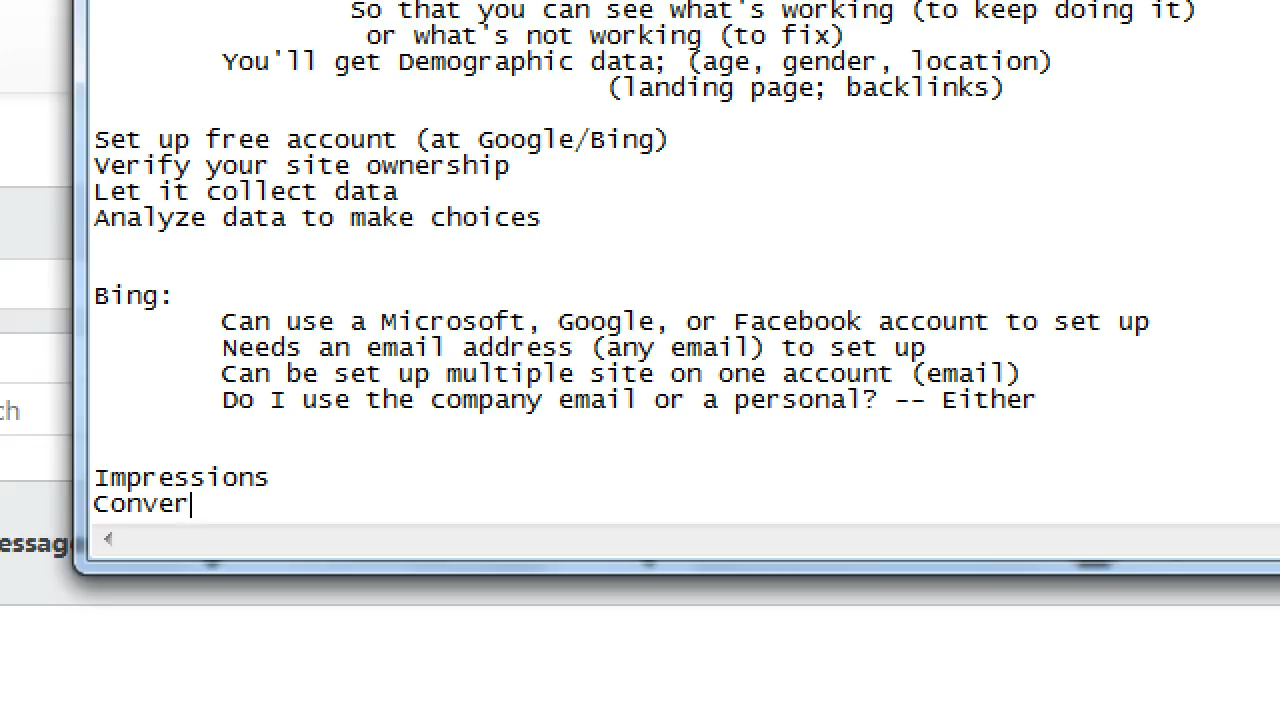 So that you can see what's working (to keep doing it)
or what's not working (to fix)
You'll get Demographic data; (age, gender, location)
(landing page; backlinks)
Set up free account (at Google/Bing)
Verify your site ownership
Let it collect data
Analyze data to make choices
Bing:
Can use a Microsoft, Google, or Facebook account to set up
Needs an email address (any email) to set up
Can be set up multiple site on one account (email)
ch
Do I use the company email or a personal? -- Either
Impressions
Conver
essag